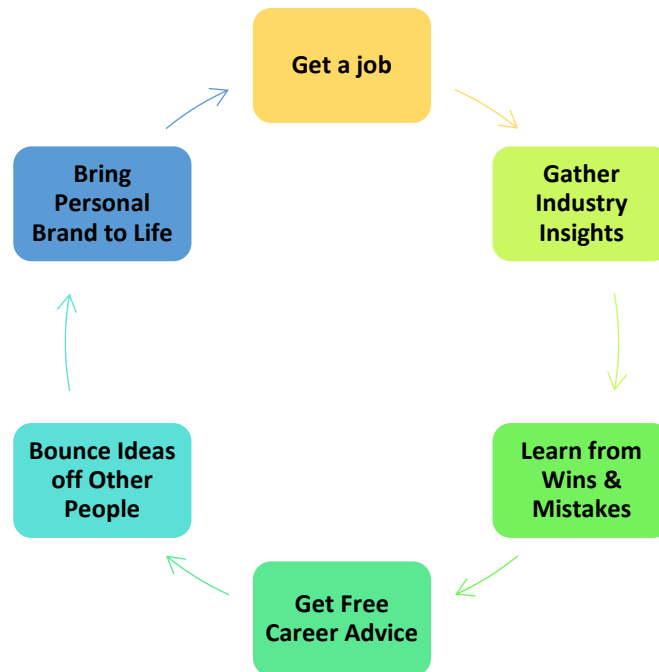 Get a job
Gather
Industry
Insights
Learn from
Wins &
Mistakes
Get Free
Career Advice
Bounce Ideas
off Other
People
Bring
Personal
Brand to Life